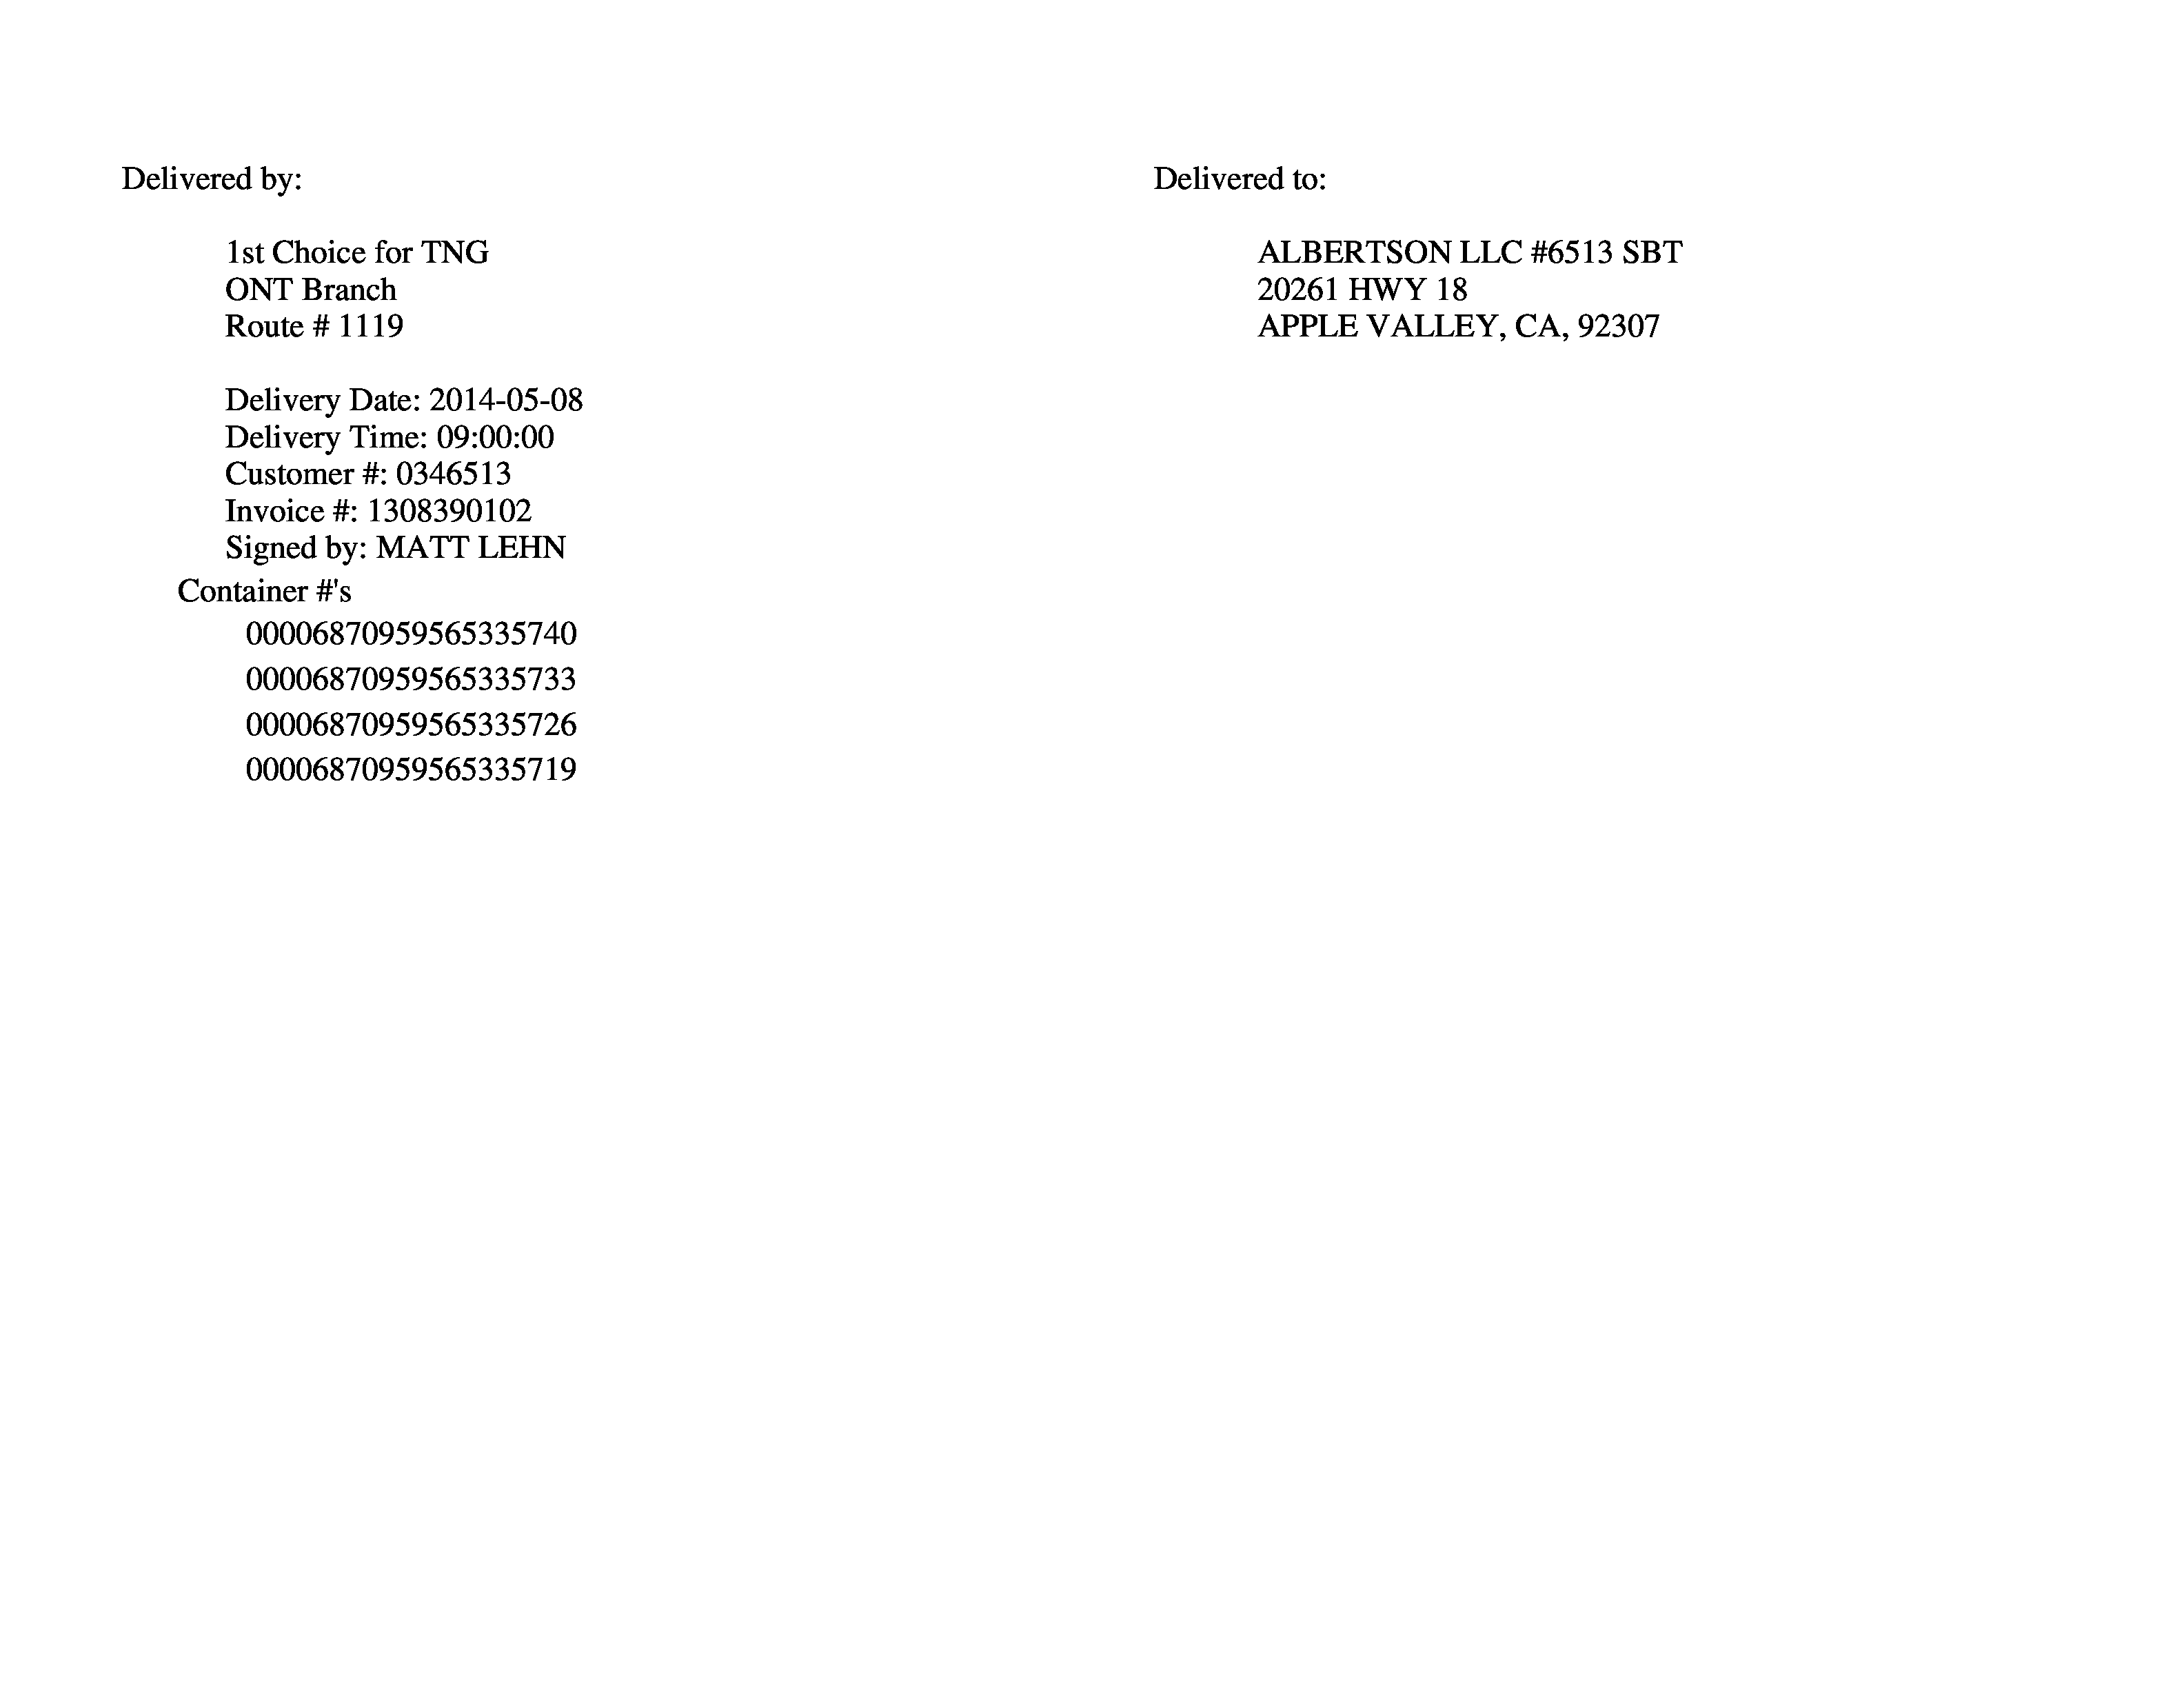 Delivered by:
1st Choice for TNG
ONT Branch
Route # 1119
Delivery Date: 2014-05-08
Delivery Time: 09:00:00
Customer #: 0346513
Invoice #: 1308390102
Signed by: MATT LEHN
Container #'s
00006870959565335740
00006870959565335733
00006870959565335726
00006870959565335719
Delivered to:
ALBERTSON LLC #6513 SBT
20261 HWY 18
APPLE VALLEY, CA, 92307